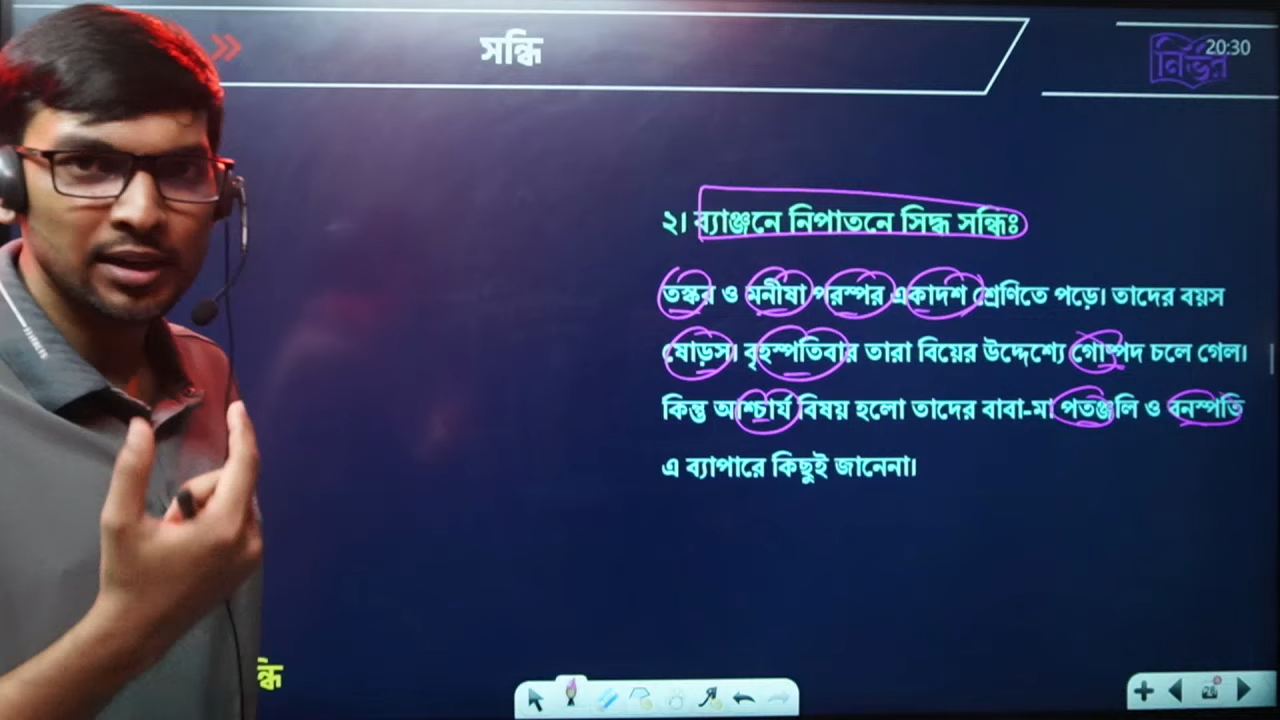 সন্ধি
20:30
নির্ভর
২। ব্যাঞ্জনে নিপাতনে সিদ্ধ সন্ধিঃ
তস্কর ও মনীষা পরস্পর একাদশ শ্রেণিতে পড়ে। তাদের বয়স
ষোড়স। বৃহস্পতিবার তারা বিয়ের উদ্দেশ্যে গোষ্পদ চলে গেল।
কিন্তু আশ্চার্য বিষয় হলো তাদের বাবা-মা পতঞ্জলি ও বনস্পতি
এ ব্যাপারে কিছুই জানেনা।
ন্ধি